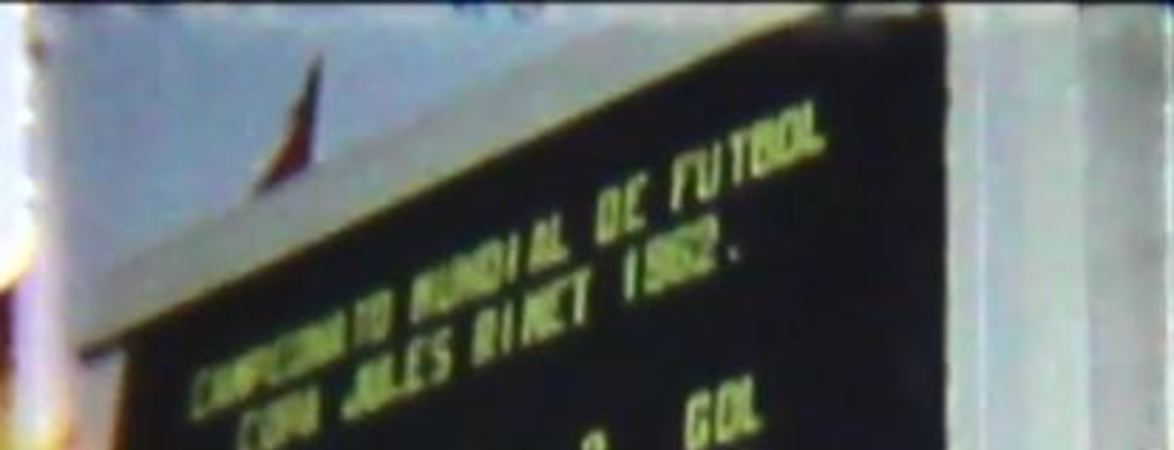 CAMPEONATO MUNDIAL DE FUTBOL
COPA JULES RIMET 1962.
GOL